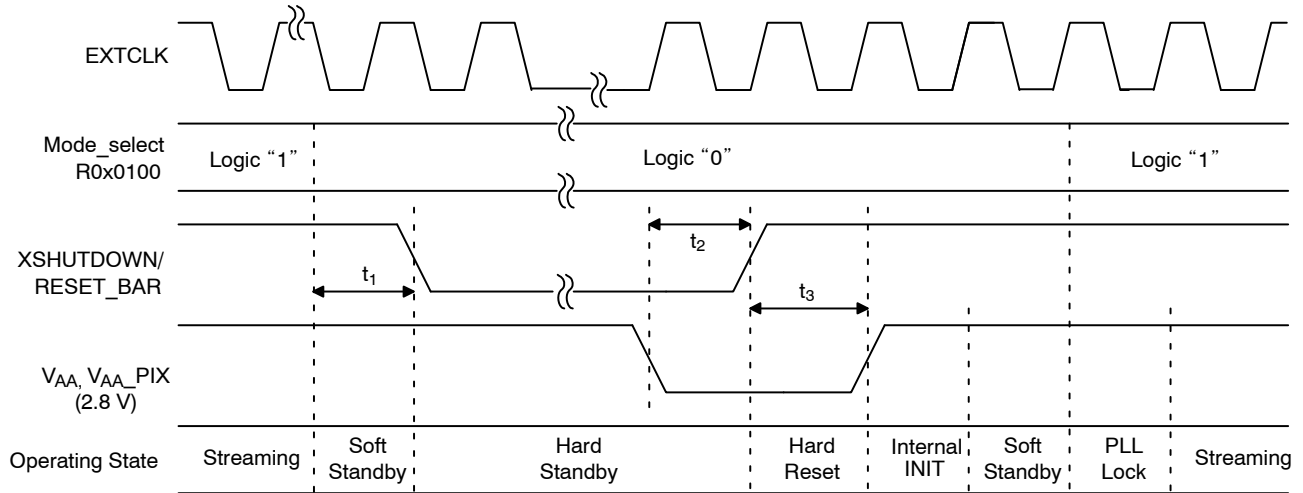 EXTCLK
Mode_select
R0x0100
Logic “1”
Logic “0”
Logic “1”
XSHUTDOWN/
RESET_BAR
t1
t2
t3
VAA, VAA_PIX
(2.8 V)
Operating State
Streaming
Soft
Standby
Hard
Standby
Hard
Reset
Internal
INIT
Soft
Standby
PLL
Lock
Streaming